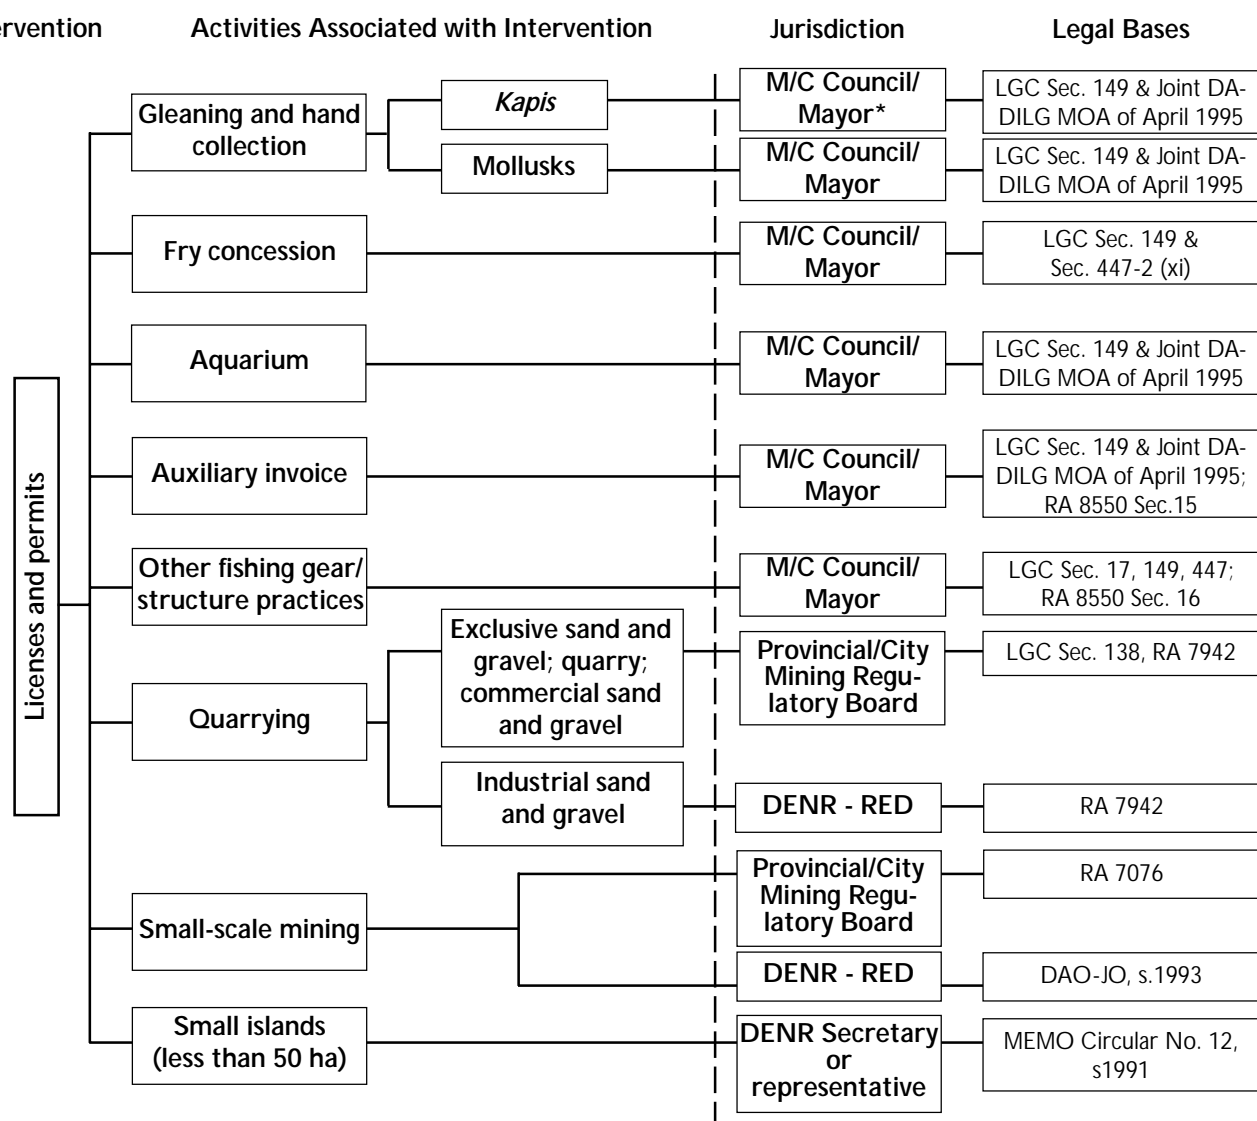 ervention
Activities Associated with Intervention
Jurisdiction
Legal Bases
Licenses and permits
Gleaning and hand
collection
Kapis
M/C Council/
Mayor*
LGC Sec. 149 & Joint DA-
DILG MOA of April 1995
Mollusks
M/C Council/
Mayor
LGC Sec. 149 & Joint DA-
DILG MOA of April 1995
Fry concession
M/C Council/
Mayor
LGC Sec. 149 &
Sec. 447-2 (xi)
Aquarium
M/C Council/
Mayor
LGC Sec. 149 & Joint DA-
DILG MOA of April 1995
Auxiliary invoice
M/C Council/
Mayor
LGC Sec. 149 & Joint DA-
DILG MOA of April 1995;
RA 8550 Sec.15
Other fishing gear/
structure practices
M/C Council/
Mayor
LGC Sec. 17, 149, 447;
RA 8550 Sec. 16
Quarrying
Exclusive sand and
gravel; quarry;
commercial sand
and gravel
Provincial/City
Mining Regu-
latory Board
LGC Sec. 138, RA 7942
Industrial sand
and gravel
DENR - RED
RA 7942
Small-scale mining
Provincial/City
Mining Regu-
latory Board
RA 7076
DENR - RED
DAO-JO, s.1993
Small islands
(less than 50 ha)
DENR Secretary
or
representative
MEMO Circular No. 12,
s1991